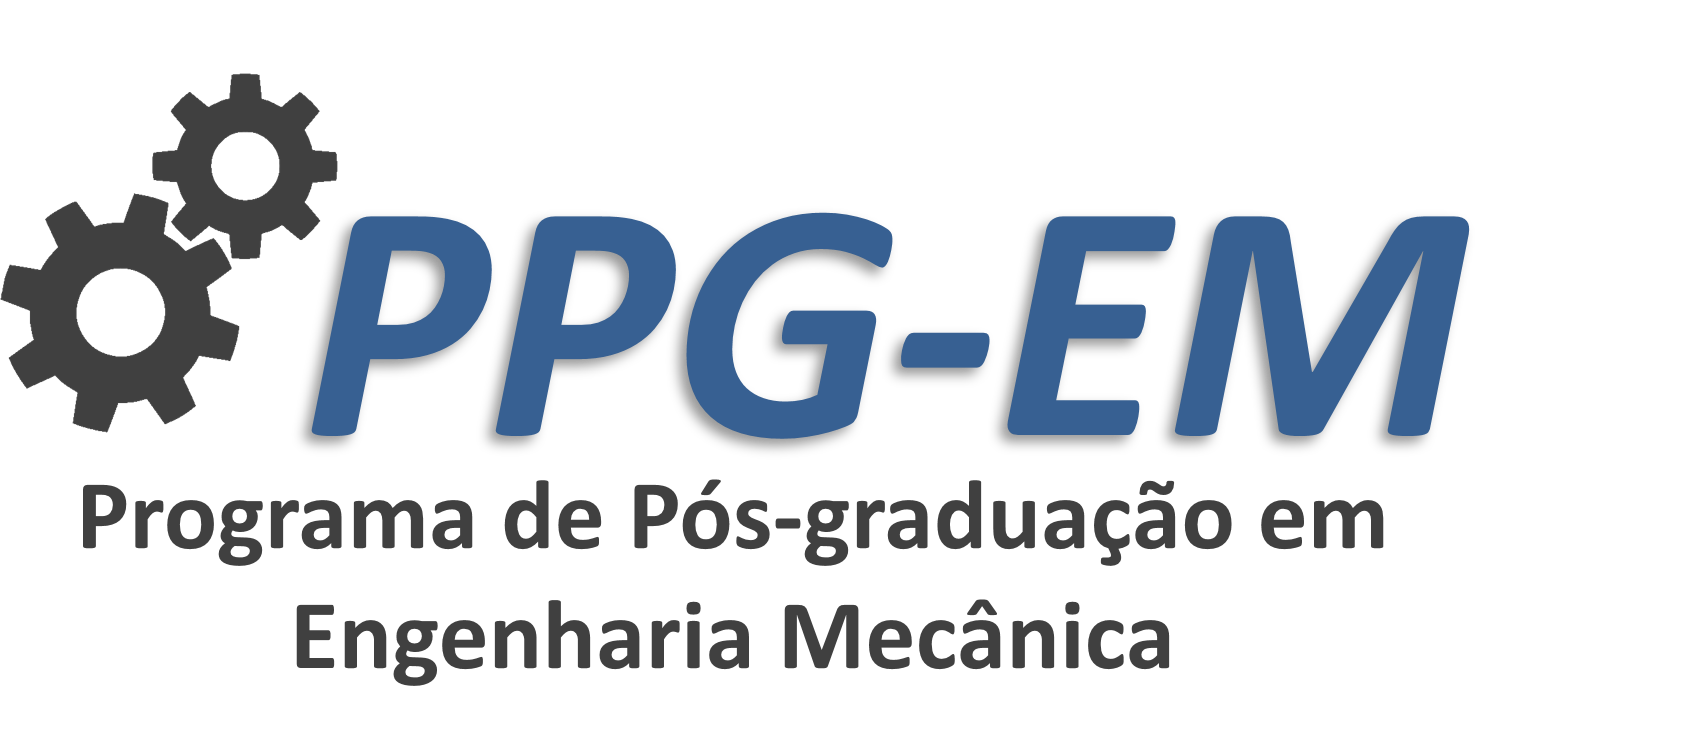 PPG-EM
Programa de Pós-graduação em
Engenharia Mecânica